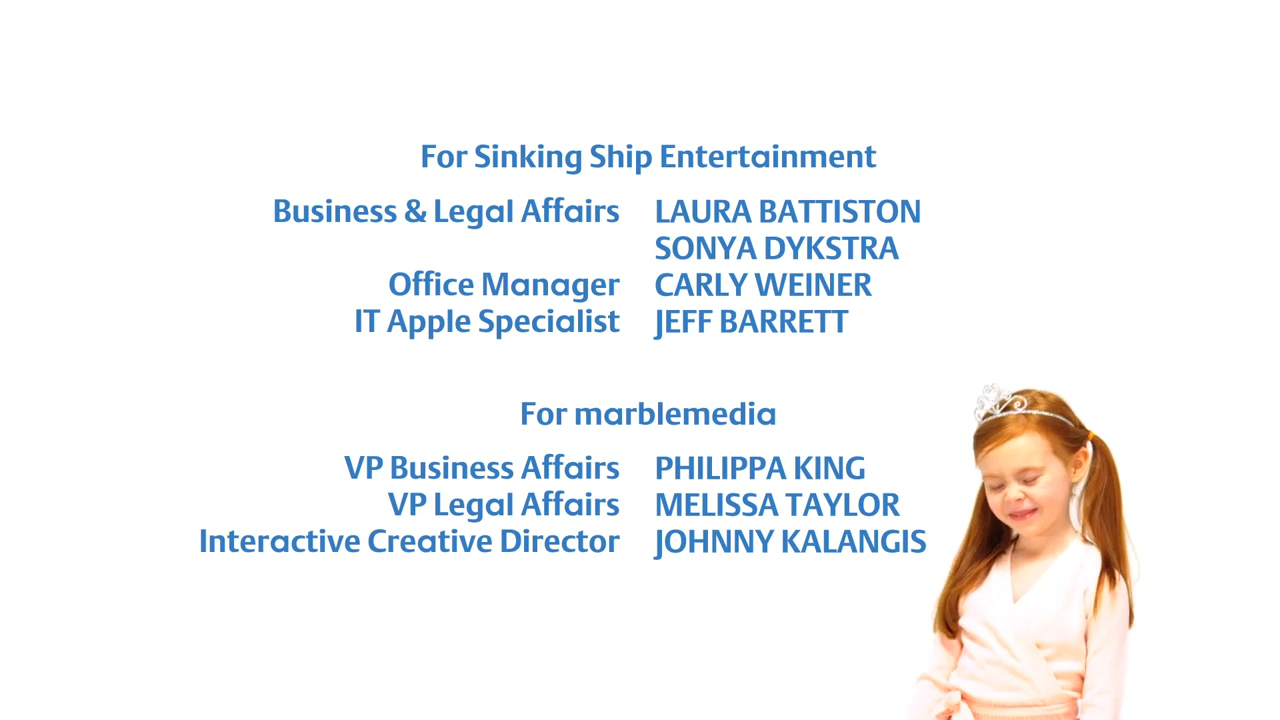 For Sinking Ship Entertainment
Business & Legal Affairs LAURA BATTISTON
SONYA DYKSTRA
Office Manager CARLY WEINER
IT Apple Specialist JEFF BARRETT
For marblemedia
VP Business Affairs PHILIPPA KING
VP Legal Affairs MELISSA TAYLOR
Interactive Creative Director JOHNNY KALANGIS